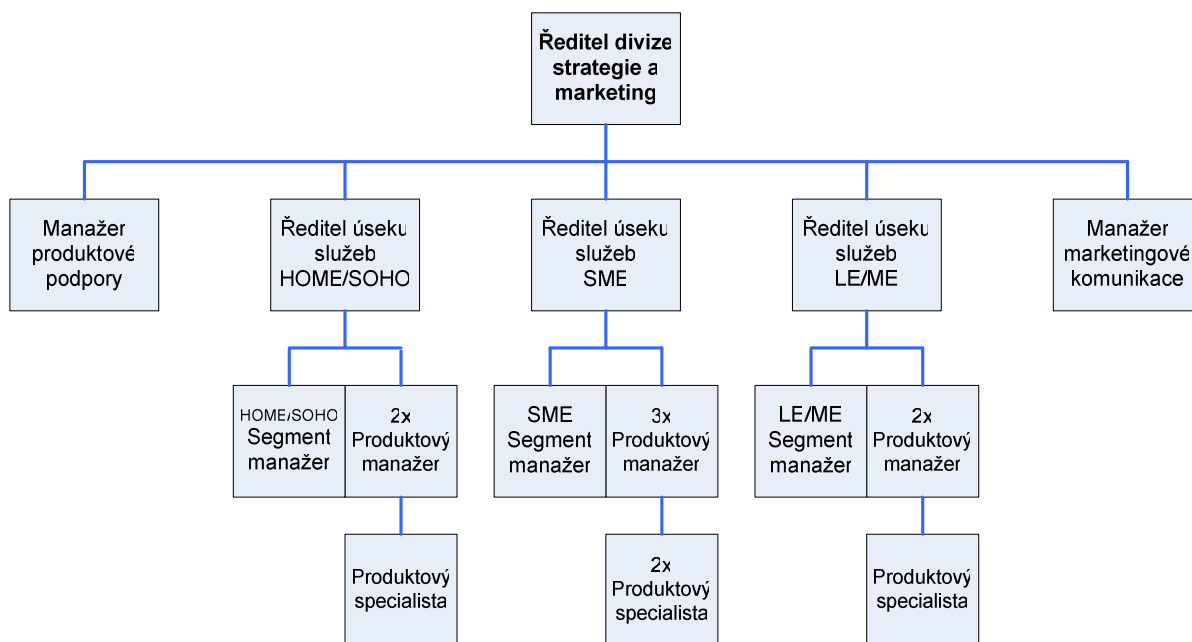 Ředitel divize
strategie a
marketing
Manažer
produktové
podpory
Ředitel úseku
služeb
HOME/SOHO
Ředitel úseku
služeb
SME
Ředitel úseku
služeb
LE/ME
Manažer
marketingové
komunikace
HOME/SOHO
Segment
manažer
2x
Produktový
manažer
SME
Segment
manažer
3x
Produktový
manažer
LE/ME
Segment
manažer
2x
Produktový
manažer
Produktový
specialista
2x
Produktový
specialista
Produktový
specialista